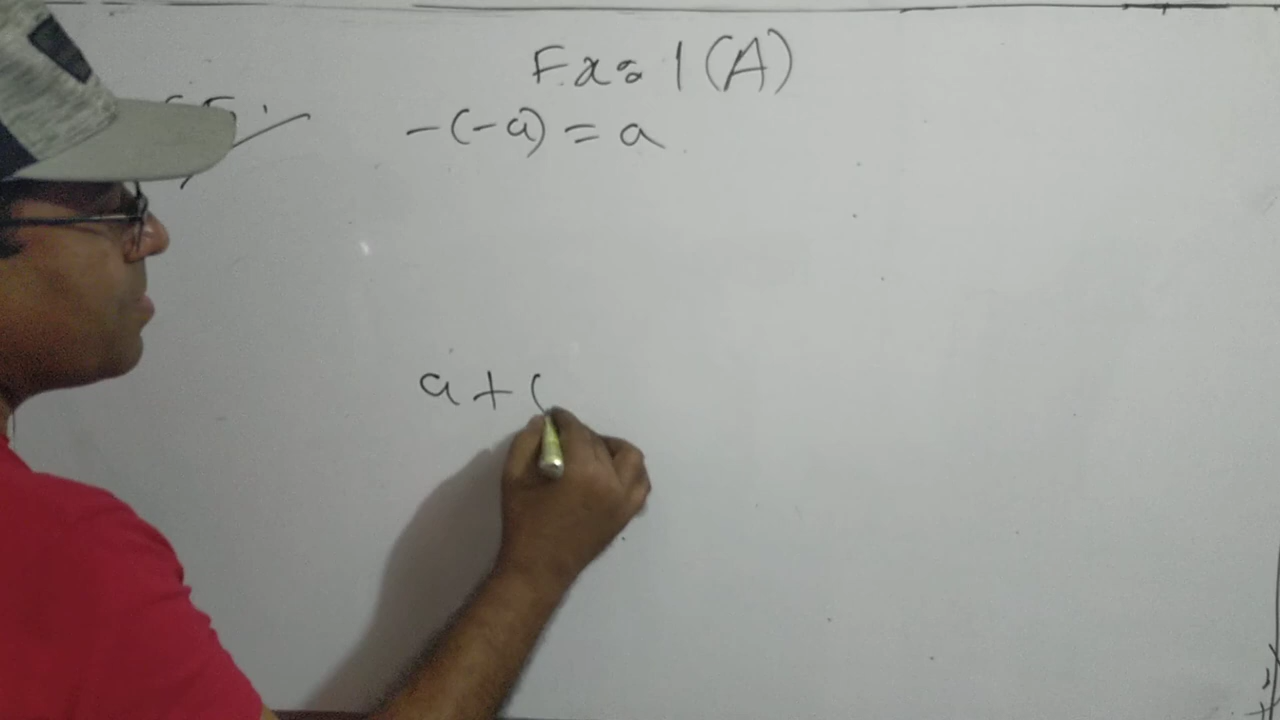 Ex: 1 (A)
-(-a) = a
a + (